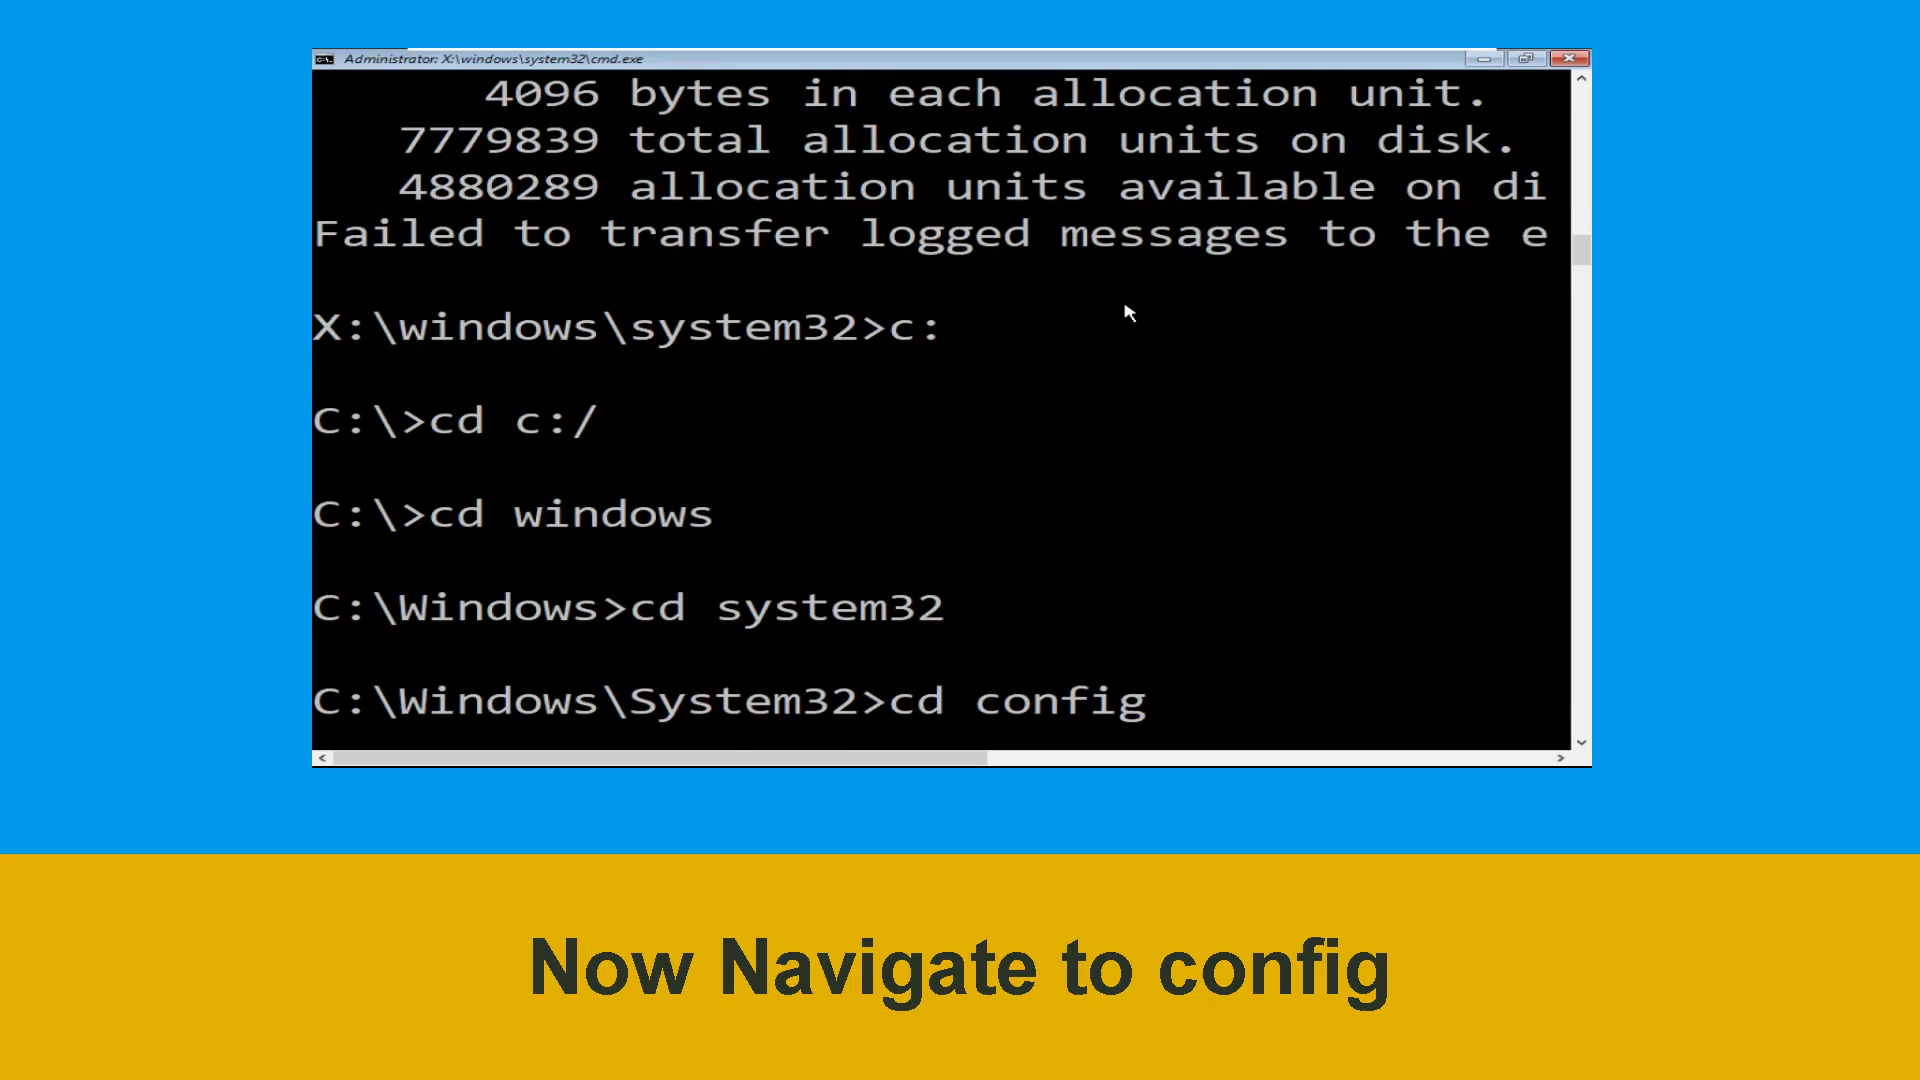 Administrator: X:\windows\system32\cmd.exe
4096 bytes in each allocation unit.
7779839 total allocation units on disk.
4880289 allocation units available on di
Failed to transfer logged messages to the e
X:\windows\system32>c:
C:\>cd c:/
C:\>cd windows
C:\Windows>cd system32
C:\Windows\System32>cd config
Now Navigate to config